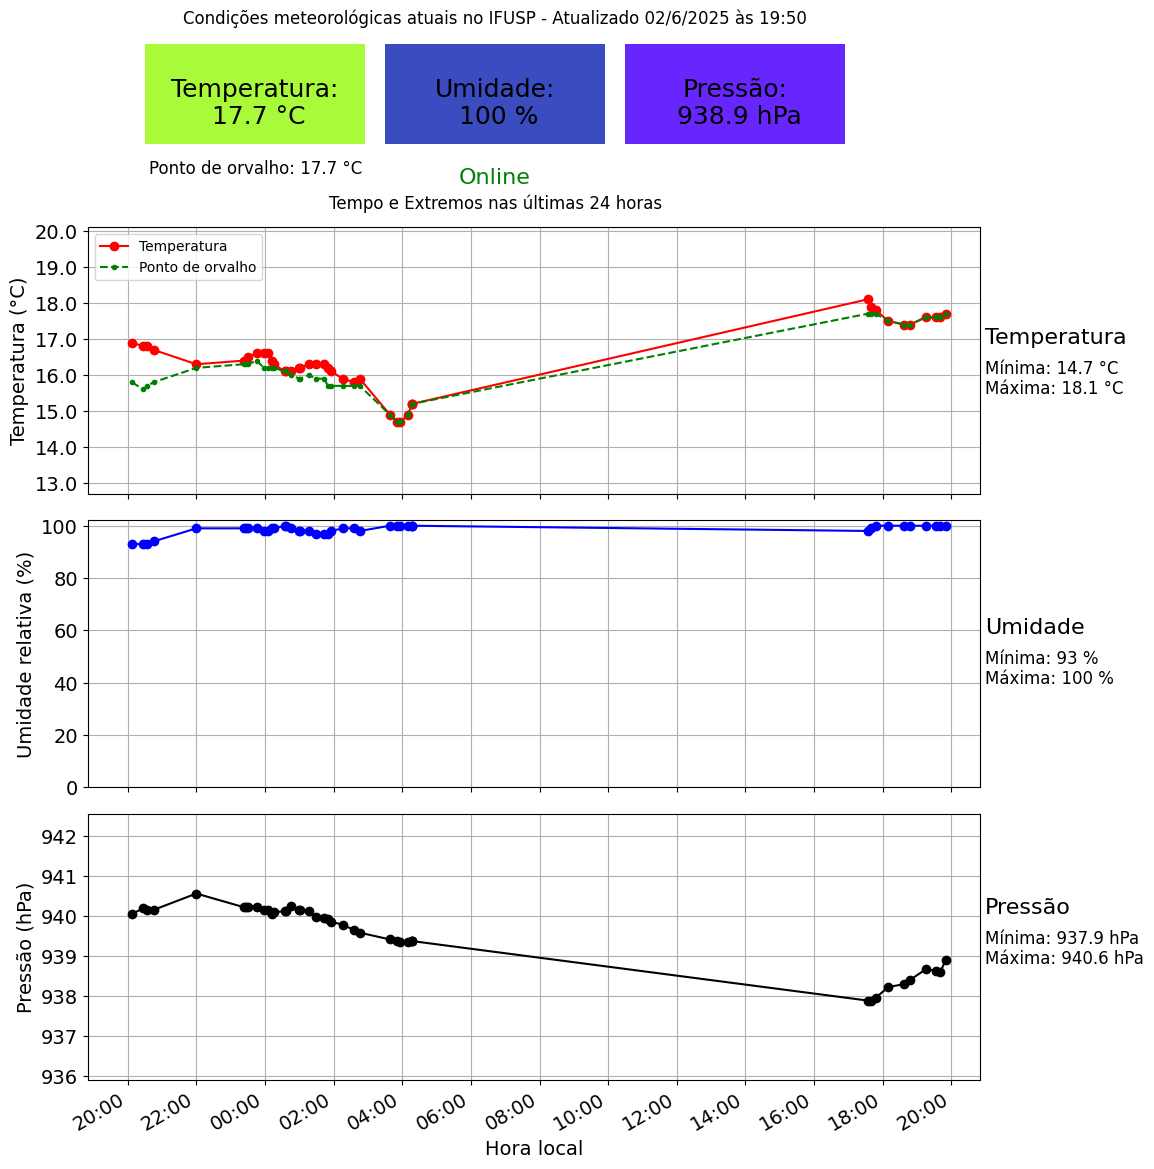 Condições meteorológicas atuais no IFUSP - Atualizado 02/6/2025 às 19:50
Temperatura:
17.7 °C
Umidade:
100 %
Pressão:
938.9 hPa
Ponto de orvalho: 17.7 °C
Online
Tempo e Extremos nas últimas 24 horas
Temperatura (°C)
20.0
19.0
18.0
17.0
16.0
15.0
14.0
13.0
Temperatura
Ponto de orvalho
Temperatura
Mínima: 14.7 °C
Máxima: 18.1 °C
Umidade relativa (%)
100
80
60
40
20
0
Umidade
Mínima: 93 %
Máxima: 100 %
Pressão (hPa)
942
941
940
939
938
937
936
Pressão
Mínima: 937.9 hPa
Máxima: 940.6 hPa
20:00 22:00 00:00 02:00 04:00 06:00 08:00 10:00 12:00 14:00 16:00 18:00 20:00
Hora local